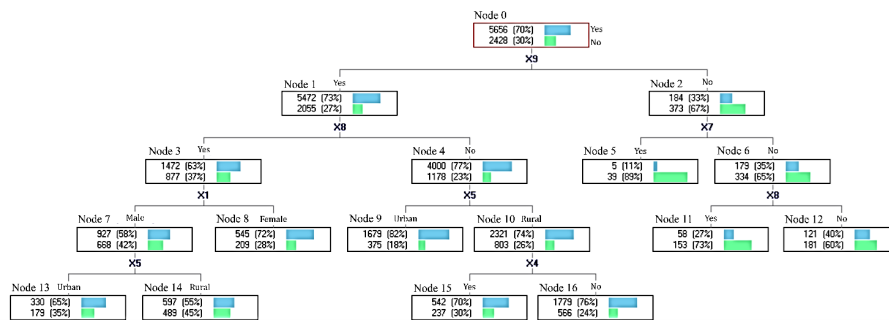 Node 0
5656 (70%) Yes
2428 (30%) No
X9
Node 1 Yes
5472 (73%)
2055 (27%)
X8
Node 2 No
184 (33%)
373 (67%)
X7
Node 3 Yes
1472 (63%)
877 (37%)
X1
Node 4 No
4000 (77%)
1178 (23%)
X5
Node 5 Yes
5 (11%)
39 (89%)
Node 6 No
179 (35%)
334 (65%)
X8
Node 7 Male
927 (58%)
668 (42%)
X5
Node 8 Female
545 (72%)
209 (28%)
Node 9 Urban
1679 (82%)
375 (18%)
Node 10 Rural
2321 (74%)
803 (26%)
X4
Node 11 Yes
58 (27%)
153 (73%)
Node 12 No
121 (40%)
181 (60%)
Node 13 Urban
330 (65%)
179 (35%)
Node 14 Rural
597 (55%)
489 (45%)
Node 15 Yes
542 (70%)
237 (30%)
Node 16 No
1779 (76%)
566 (24%)